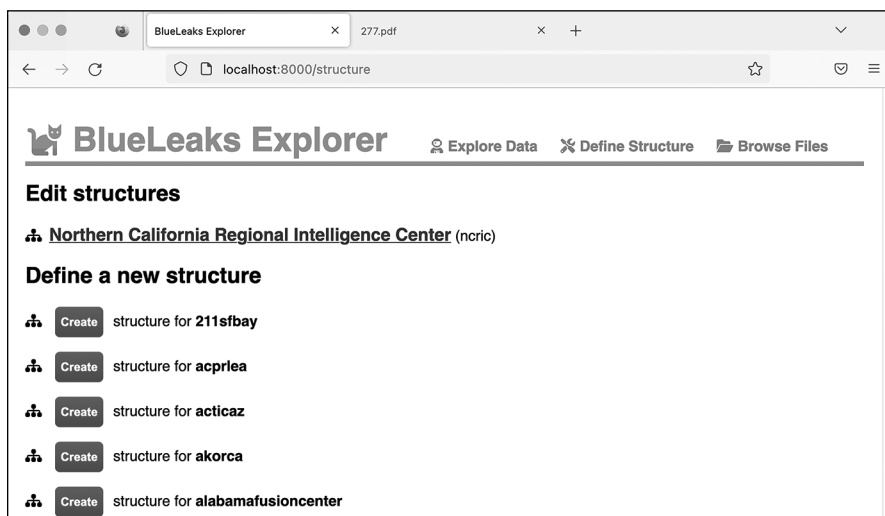 BlueLeaks Explorer
277.pdf
localhost:8000/structure
BlueLeaks Explorer
Explore Data
Define Structure
Browse Files
Edit structures
Northern California Regional Intelligence Center (ncric)
Define a new structure
Create structure for 211sfbay
Create structure for acprlea
Create structure for acticaz
Create structure for akorca
Create structure for alabamafusioncenter